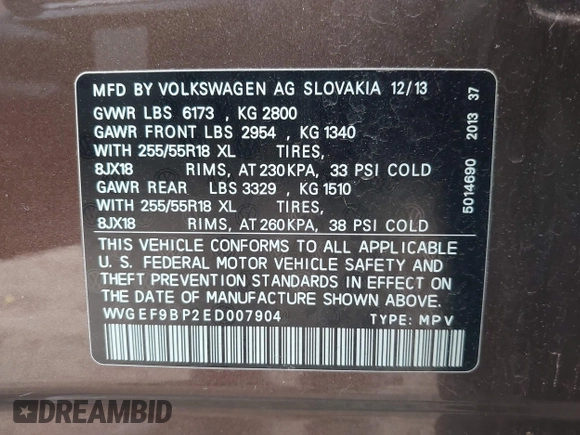 MFD BY VOLKSWAGEN AG SLOVAKIA 12/13
GVWR LBS 6173 , KG 2800
GAWR FRONT LBS 2954 , KG 1340
WITH 255/55R18 XL TIRES,
8JX18 RIMS, AT 230KPA, 33 PSI COLD
GAWR REAR LBS 3329 , KG 1510
WITH 255/55R18 XL TIRES,
8JX18 RIMS, AT 260KPA, 38 PSI COLD
THIS VEHICLE CONFORMS TO ALL APPLICABLE
U. S. FEDERAL MOTOR VEHICLE SAFETY AND
THEFT PREVENTION STANDARDS IN EFFECT ON
THE DATE OF MANUFACTURE SHOWN ABOVE.
WVGEF9BP2ED007904 TYPE: MPV
5014690 2013 37
DREAMBID